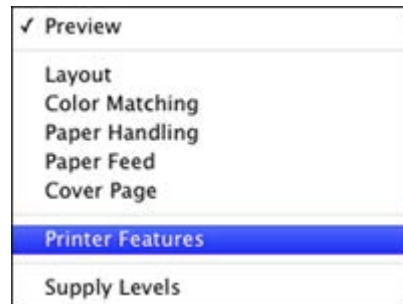 ✓ Preview
Layout
Color Matching
Paper Handling
Paper Feed
Cover Page
Printer Features
Supply Levels